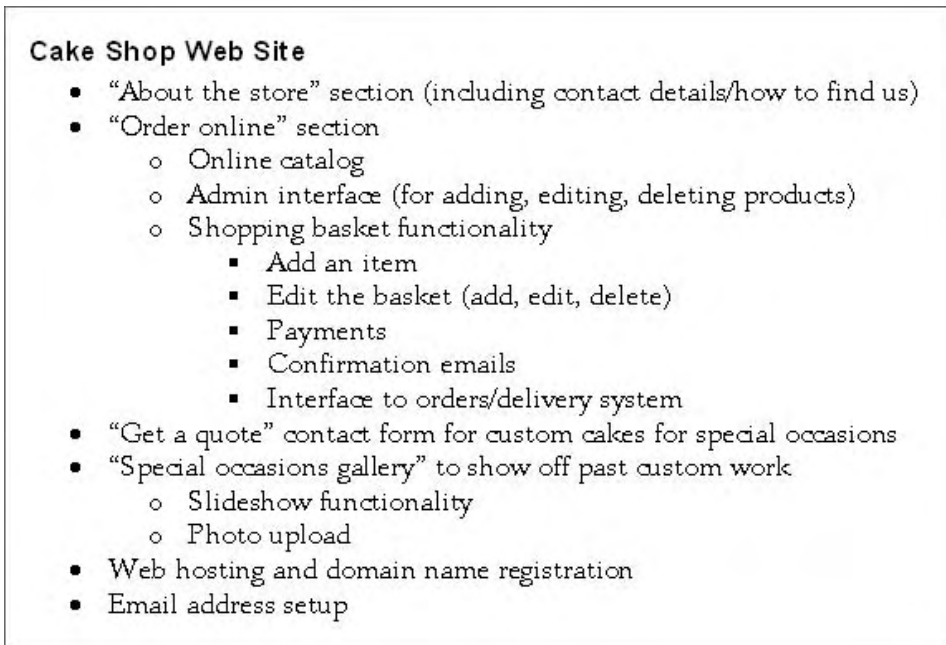 Cake Shop Web Site
• “About the store” section (including contact details/how to find us)
• “Order online” section
o Online catalog
o Admin interface (for adding, editing, deleting products)
o Shopping basket functionality
▪ Add an item
▪ Edit the basket (add, edit, delete)
▪ Payments
▪ Confirmation emails
▪ Interface to orders/delivery system
• “Get a quote” contact form for custom cakes for special occasions
• “Special occasions gallery” to show off past custom work
o Slideshow functionality
o Photo upload
• Web hosting and domain name registration
• Email address setup